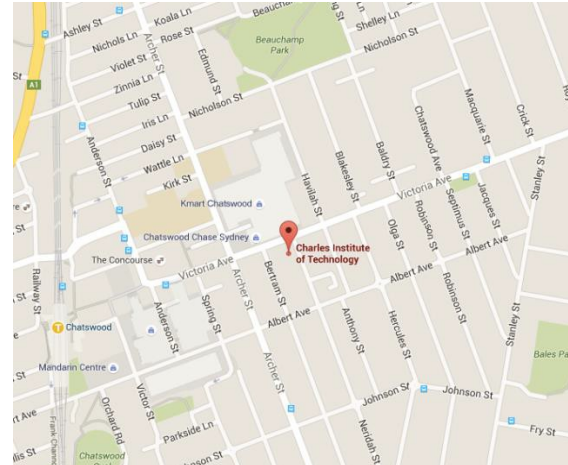 Ashley St
Koala Ln
Beauchamp
Shelley Ln
Nichols Ln
Rose St
Beauchamp
Park
Nicholson St
Violet St
Edmund St
Archer St
Zinnia Ln
A1
Tulip St
Nicholson St
Iris Ln
Macquarie St
Crick St
Chatswood Ave
Anderson St
Daisy St
Wattle Ln
Kirk St
Blakesley St
Baldry St
Havilah St
Victoria Ave
Stanley St
Kmart Chatswood
Septimus St
Jacques St
Chatswood Chase Sydney
Charles Institute
of Technology
Olga St
Robinson St
The Concourse
Victoria Ave
Albert Ave
Railway St
Bertram St
Archer St
Spring St
Anderson St
Albert Ave
Anthony St
Hercules St
Robinson St
Stanley St
T
Chatswood
Mandarin Centre
Bales Pa
Victor St
Archer St
Johnson St
Johnson St
Orchard Rd
Parkside Ln
Neridah St
Fry St
Chatswood
Frank Channo